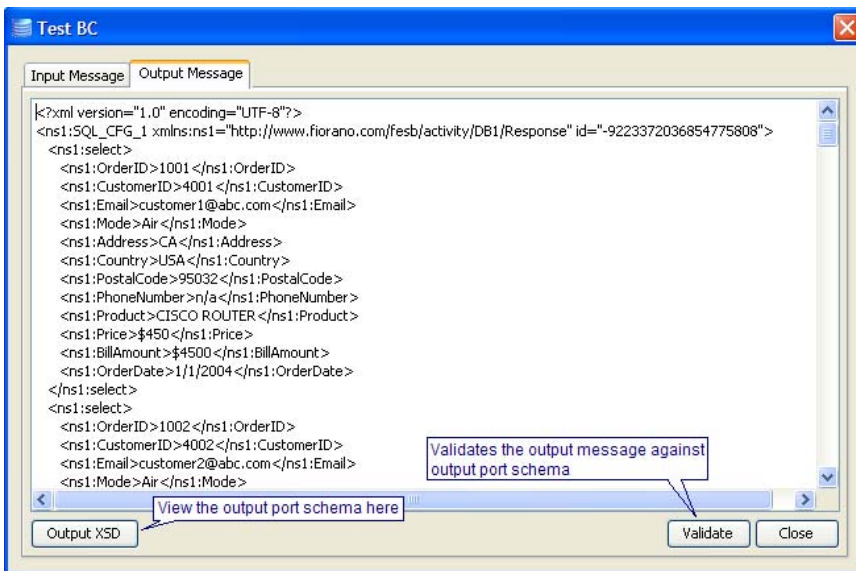 Test BC
Input Message
Output Message
<?xml version="1.0" encoding="UTF-8"?>
<ns1:SQL_CFG_1 xmlns:ns1="http://www.fiorano.com/fesb/activity/DB1/Response" id="-9223372036854775808">
<ns1:select>
<ns1:OrderID>1001</ns1:OrderID>
<ns1:CustomerID>4001</ns1:CustomerID>
<ns1:Email>customer1@abc.com</ns1:Email>
<ns1:Mode>Air</ns1:Mode>
<ns1:Address>CA</ns1:Address>
<ns1:Country>USA</ns1:Country>
<ns1:PostalCode>95032</ns1:PostalCode>
<ns1:PhoneNumber>n/a</ns1:PhoneNumber>
<ns1:Product>CISCO ROUTER</ns1:Product>
<ns1:Price>$450</ns1:Price>
<ns1:BillAmount>$4500</ns1:BillAmount>
<ns1:OrderDate>1/1/2004</ns1:OrderDate>
</ns1:select>
<ns1:select>
<ns1:OrderID>1002</ns1:OrderID>
<ns1:CustomerID>4002</ns1:CustomerID>
<ns1:Email>customer2@abc.com</ns1:Email>
<ns1:Mode>Air</ns1:Mode>
Validates the output message against
output port schema
View the output port schema here
Output XSD
Validate
Close